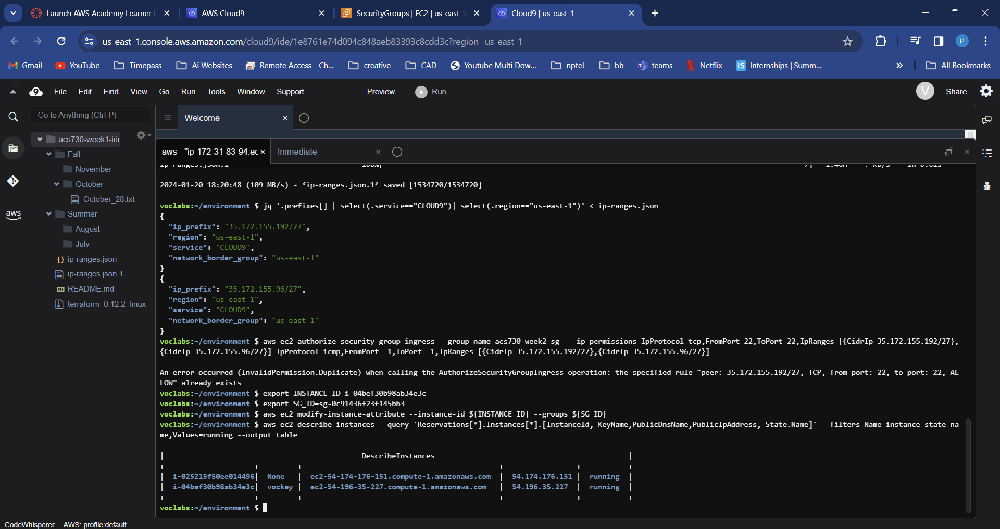 Launch AWS Academy Learner
AWS Cloud9
SecurityGroups | EC2 | us-east-1
Cloud9 | us-east-1
us-east-1.console.aws.amazon.com/cloud9/ide/1e8761e74d094c848aeb83393c8cdd3c?region=us-east-1
P
Gmail
YouTube
Timepass
Ai Websites
Remote Access - Ch...
creative
CAD
Youtube Multi Dow...
nptel
bb
teams
Netflix
IS
Internships | Summ...
»
All Bookmarks
9
File Edit Find View Go Run Tools Window Support
Preview
Run
V
Share
Go to Anything (Ctrl-P)
Welcome
acs730-week1-irin
Fall
November
October
October_28.txt
Summer
August
July
{} ip-ranges.json
ip-ranges.json.1
README.md
terraform_0.12.2_linux
aws
aws - "ip-172-31-83-94.ec
Immediate
2024-01-20 18:20:48 (109 MB/s) - ‘ip-ranges.json.1’ saved [1534720/1534720]
voclabs:~/environment $ jq '.prefixes[] | select(.service=="CLOUD9")| select(.region=="us-east-1")' < ip-ranges.json
{
"ip_prefix": "35.172.155.192/27",
"region": "us-east-1",
"service": "CLOUD9",
"network_border_group": "us-east-1"
}
{
"ip_prefix": "35.172.155.96/27",
"region": "us-east-1",
"service": "CLOUD9",
"network_border_group": "us-east-1"
}
voclabs:~/environment $ aws ec2 authorize-security-group-ingress --group-name acs730-week2-sg  --ip-permissions IpProtocol=tcp,FromPort=22,ToPort=22,IpRanges=[{CidrIp=35.172.155.192/27},
{CidrIp=35.172.155.96/27}] IpProtocol=icmp,FromPort=-1,ToPort=-1,IpRanges=[{CidrIp=35.172.155.192/27},{CidrIp=35.172.155.96/27}]
An error occurred (InvalidPermission.Duplicate) when calling the AuthorizeSecurityGroupIngress operation: the specified rule "peer: 35.172.155.192/27, TCP, from port: 22, to port: 22, AL
LOW" already exists
voclabs:~/environment $ export INSTANCE_ID=i-04bef30b98ab34e3c
voclabs:~/environment $ export SG_ID=sg-0c91436f23f145bb3
voclabs:~/environment $ aws ec2 modify-instance-attribute --instance-id ${INSTANCE_ID} --groups ${SG_ID}
voclabs:~/environment $ aws ec2 describe-instances --query 'Reservations[*].Instances[*].[InstanceId, KeyName,PublicDnsName,PublicIpAddress, State.Name]' --filters Name=instance-state-na
me,Values=running --output table
| DescribeInstances |
| i-025215f50ee014496| None | ec2-54-174-176-151.compute-1.amazonaws.com | 54.174.176.151 | running |
| i-04bef30b98ab34e3c| vockey | ec2-54-196-35-227.compute-1.amazonaws.com | 54.196.35.227 | running |
voclabs:~/environment $
CodeWhisperer
AWS: profile:default